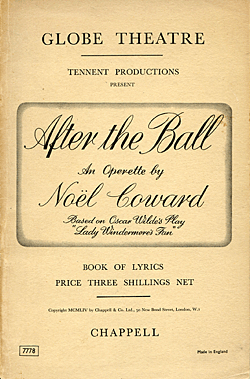 GLOBE THEATRE
TENNENT PRODUCTIONS
PRESENT
After the Ball
An Operette by
Noël Coward
Based on Oscar Wilde's Play
"Lady Windermere's Fan"
BOOK OF LYRICS
PRICE THREE SHILLINGS NET
Copyright MCMLIV by Chappell & Co. Ltd., 50 New Bond Street, London, W.1
CHAPPELL
7778
Made in England